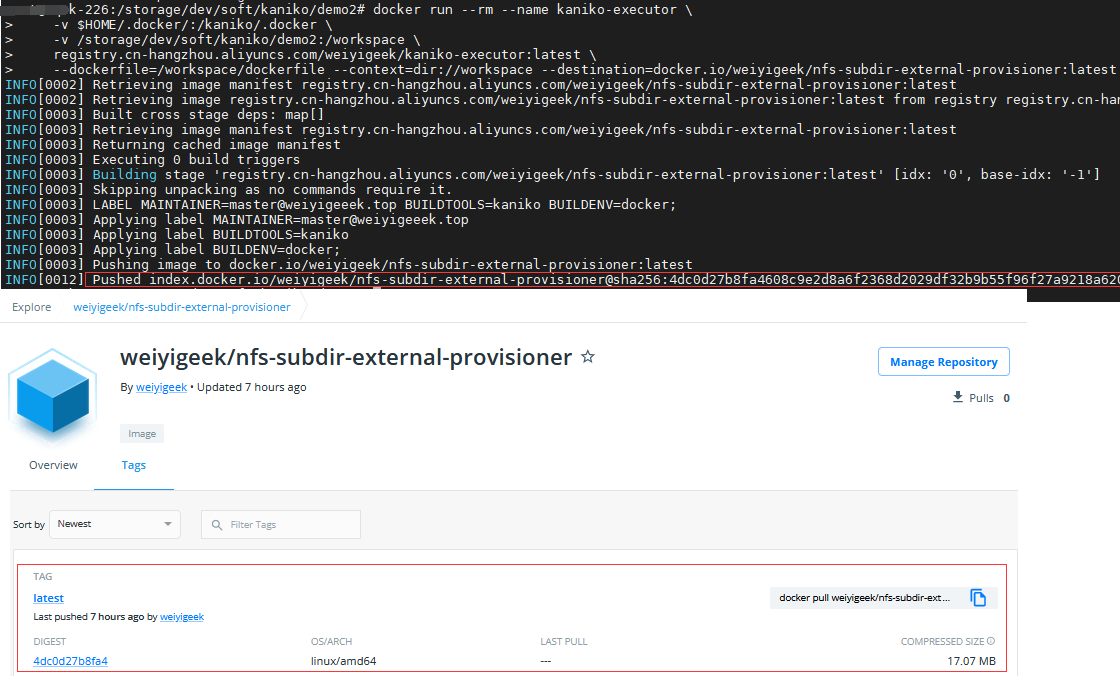 pk-226:/storage/dev/soft/kaniko/demo2# docker run --rm --name kaniko-executor \
>     -v $HOME/.docker/:/kaniko/.docker \
>     -v /storage/dev/soft/kaniko/demo2:/workspace \
>     registry.cn-hangzhou.aliyuncs.com/weiyigeek/kaniko-executor:latest \
>     --dockerfile=/workspace/dockerfile --context=dir://workspace --destination=docker.io/weiyigeek/nfs-subdir-external-provisioner:latest
INFO[0002] Retrieving image manifest registry.cn-hangzhou.aliyuncs.com/weiyigeek/nfs-subdir-external-provisioner:latest
INFO[0002] Retrieving image registry.cn-hangzhou.aliyuncs.com/weiyigeek/nfs-subdir-external-provisioner:latest from registry registry.cn-han
INFO[0003] Built cross stage deps: map[]
INFO[0003] Retrieving image manifest registry.cn-hangzhou.aliyuncs.com/weiyigeek/nfs-subdir-external-provisioner:latest
INFO[0003] Returning cached image manifest
INFO[0003] Executing 0 build triggers
INFO[0003] Building stage 'registry.cn-hangzhou.aliyuncs.com/weiyigeek/nfs-subdir-external-provisioner:latest' [idx: '0', base-idx: '-1']
INFO[0003] Skipping unpacking as no commands require it.
INFO[0003] LABEL MAINTAINER=master@weiyigeeek.top BUILDTOOLS=kaniko BUILDENV=docker;
INFO[0003] Applying label MAINTAINER=master@weiyigeeek.top
INFO[0003] Applying label BUILDTOOLS=kaniko
INFO[0003] Applying label BUILDENV=docker;
INFO[0003] Pushing image to docker.io/weiyigeek/nfs-subdir-external-provisioner:latest
INFO[0012] Pushed index.docker.io/weiyigeek/nfs-subdir-external-provisioner@sha256:4dc0d27b8fa4608c9e2d8a6f2368d2029df32b9b55f96f27a9218a620
Explore weiyigeek/nfs-subdir-external-provisioner
weiyigeek/nfs-subdir-external-provisioner
Manage Repository
By weiyigeek • Updated 7 hours ago
Pulls 0
Image
Overview Tags
Sort by Newest Filter Tags
TAG
latest docker pull weiyigeek/nfs-subdir-ext...
Last pushed 7 hours ago by weiyigeek
DIGEST OS/ARCH LAST PULL COMPRESSED SIZE
4dc0d27b8fa4 linux/amd64 --- 17.07 MB